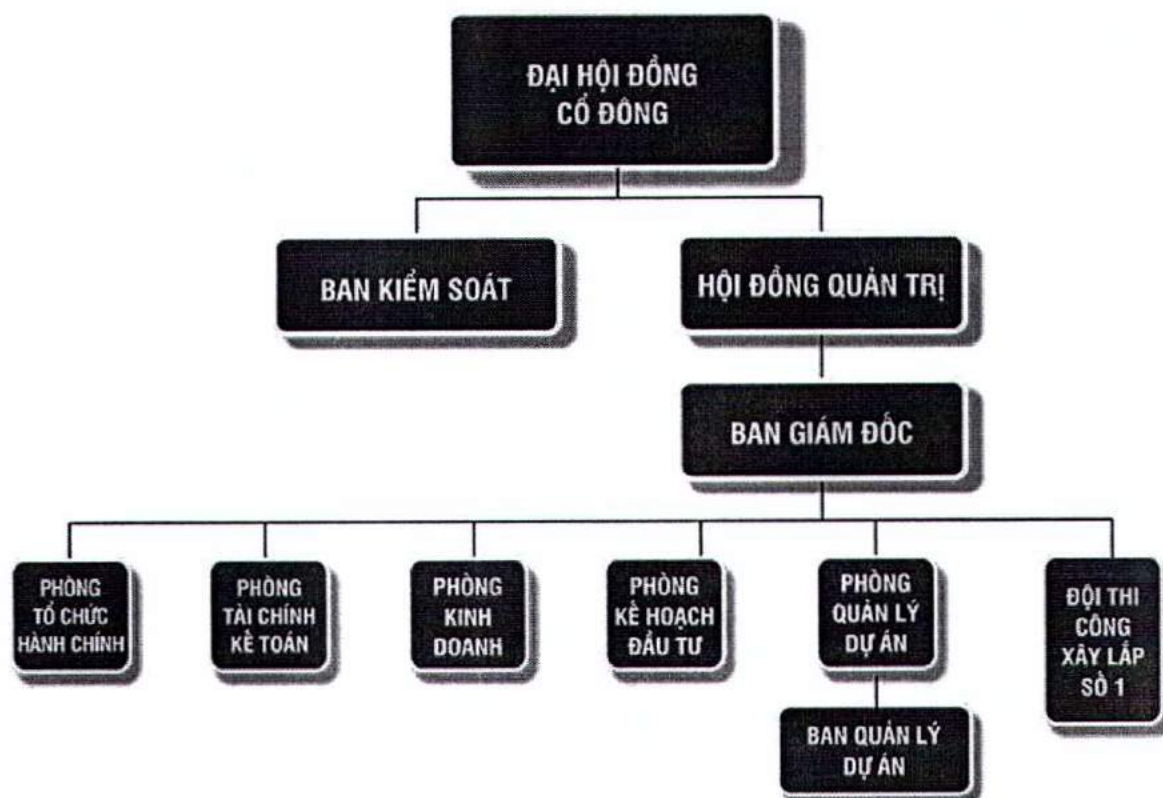 ĐẠI HỘI ĐỒNG
CỔ ĐÔNG
BAN KIỂM SOÁT
HỘI ĐỒNG QUẢN TRỊ
BAN GIÁM ĐỐC
PHÒNG
TỔ CHỨC
HÀNH CHÍNH
PHÒNG
TÀI CHÍNH
KẾ TOÁN
PHÒNG
KINH
DOANH
PHÒNG
KẾ HOẠCH
ĐẦU TƯ
PHÒNG
QUẢN LÝ
DỰ ÁN
ĐỘI THI
CÔNG
XÂY LẮP
SỐ 1
BAN QUẢN LÝ
DỰ ÁN